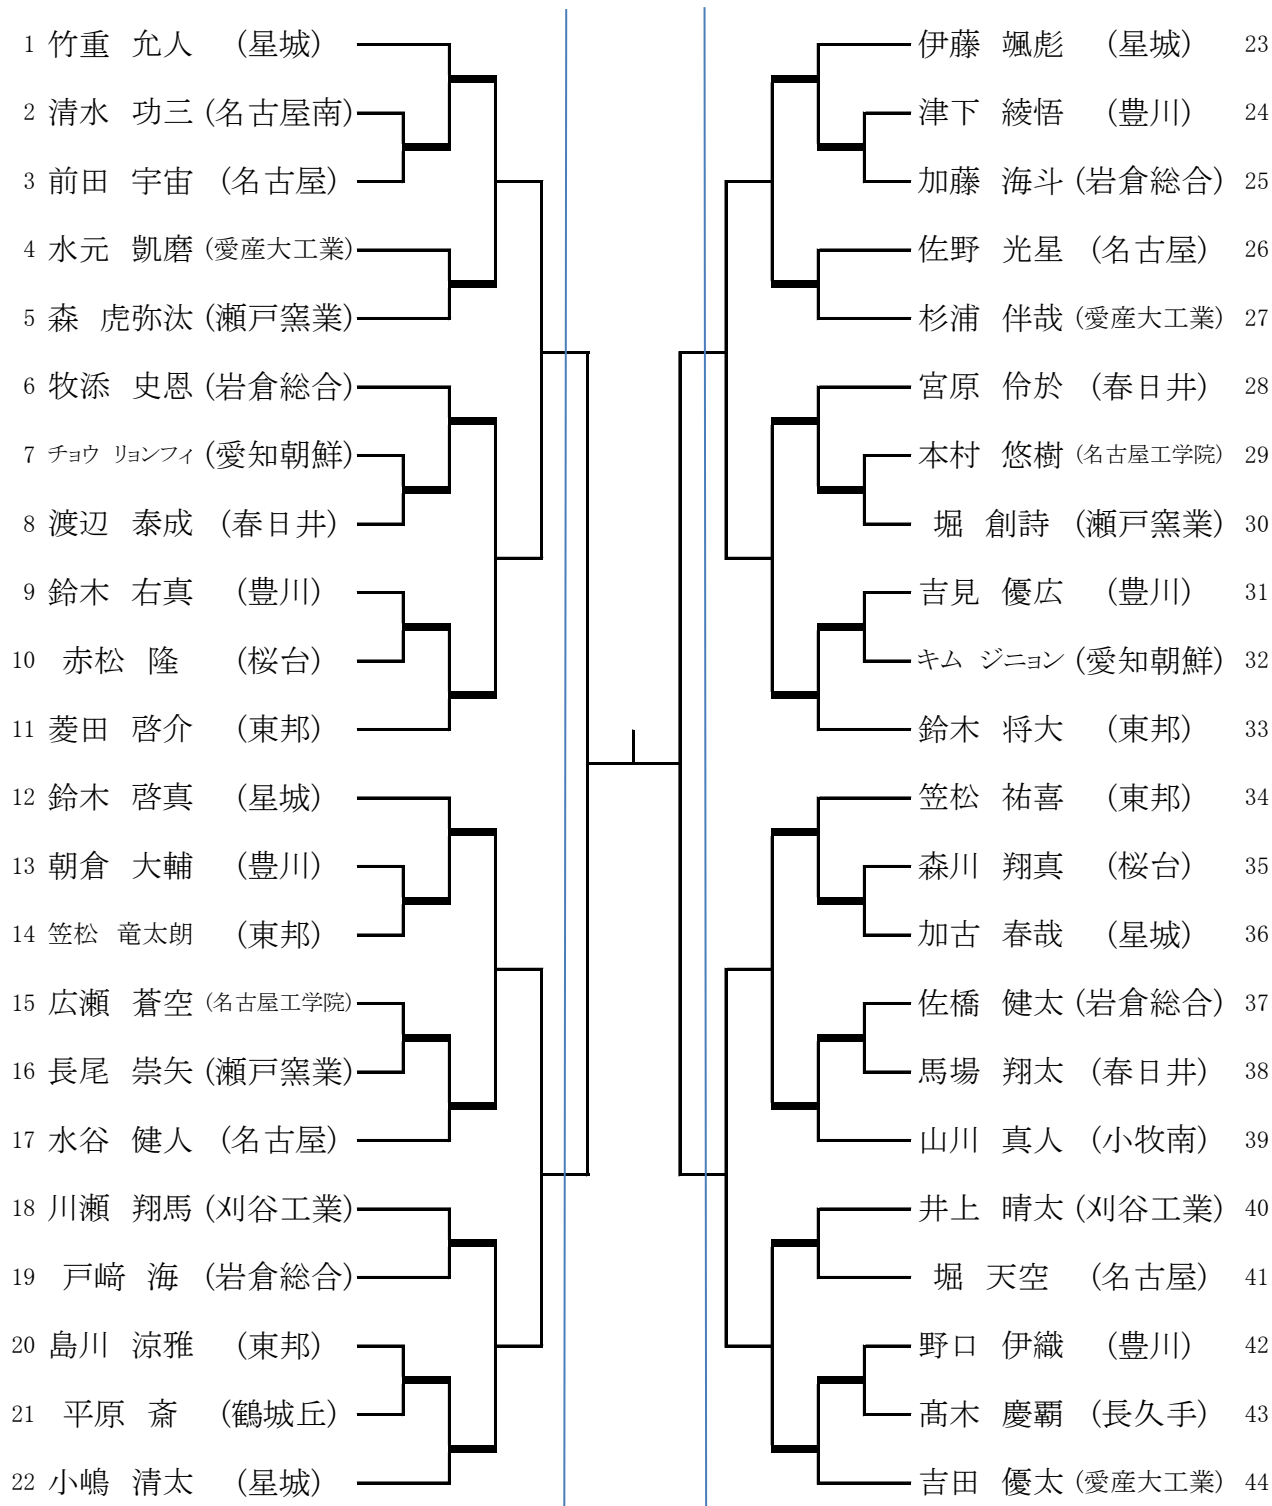 1 竹重 允人 (星城)
2 清水 功三 (名古屋南)
3 前田 宇宙 (名古屋)
4 水元 凱磨 (愛産大工業)
5 森 虎弥汰 (瀬戸窯業)
6 牧添 史恩 (岩倉総合)
7 チョウ リョンフィ (愛知朝鮮)
8 渡辺 泰成 (春日井)
9 鈴木 右真 (豊川)
10 赤松 隆 (桜台)
11 菱田 啓介 (東邦)
12 鈴木 啓真 (星城)
13 朝倉 大輔 (豊川)
14 笠松 竜太朗 (東邦)
15 広瀬 蒼空 (名古屋工学院)
16 長尾 崇矢 (瀬戸窯業)
17 水谷 健人 (名古屋)
18 川瀬 翔馬 (刈谷工業)
19 戸﨑 海 (岩倉総合)
20 島川 涼雅 (東邦)
21 平原 斎 (鶴城丘)
22 小嶋 清太 (星城)
伊藤 颯彪 (星城) 23
津下 綾悟 (豊川) 24
加藤 海斗 (岩倉総合) 25
佐野 光星 (名古屋) 26
杉浦 伴哉 (愛産大工業) 27
宮原 伶於 (春日井) 28
本村 悠樹 (名古屋工学院) 29
堀 創詩 (瀬戸窯業) 30
吉見 優広 (豊川) 31
キム ジニョン (愛知朝鮮) 32
鈴木 将大 (東邦) 33
笠松 祐喜 (東邦) 34
森川 翔真 (桜台) 35
加古 春哉 (星城) 36
佐橋 健太 (岩倉総合) 37
馬場 翔太 (春日井) 38
山川 真人 (小牧南) 39
井上 晴太 (刈谷工業) 40
堀 天空 (名古屋) 41
野口 伊織 (豊川) 42
髙木 慶覇 (長久手) 43
吉田 優太 (愛産大工業) 44